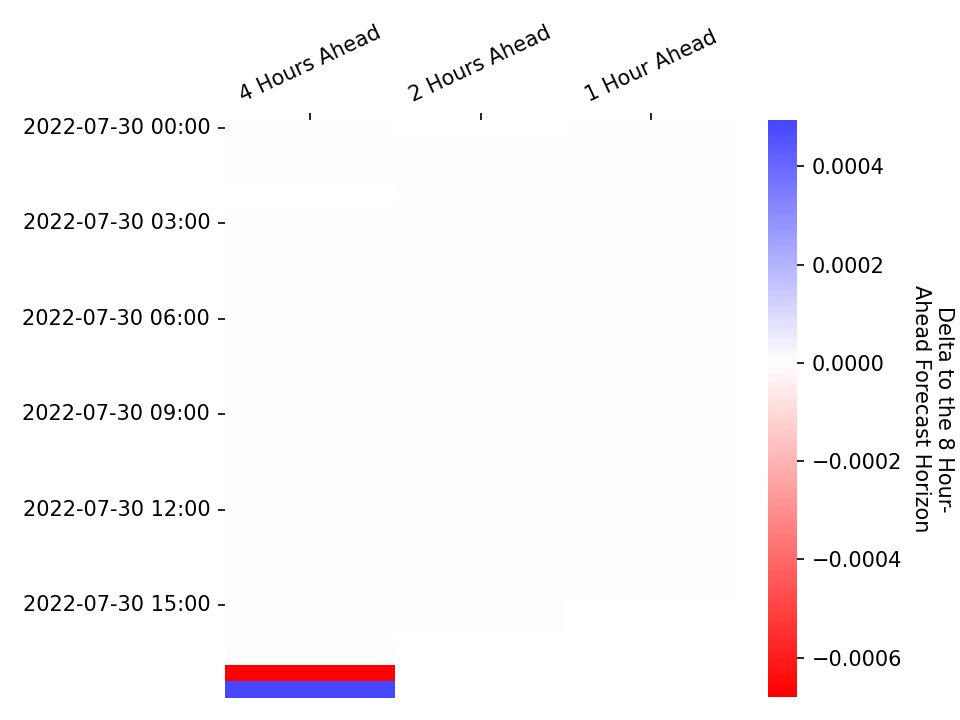 4 Hours Ahead
2 Hours Ahead
1 Hour Ahead
2022-07-30 00:00
2022-07-30 03:00
2022-07-30 06:00
2022-07-30 09:00
2022-07-30 12:00
2022-07-30 15:00
0.0004
0.0002
0.0000
−0.0002
−0.0004
−0.0006
Delta to the 8 Hour-
Ahead Forecast Horizon